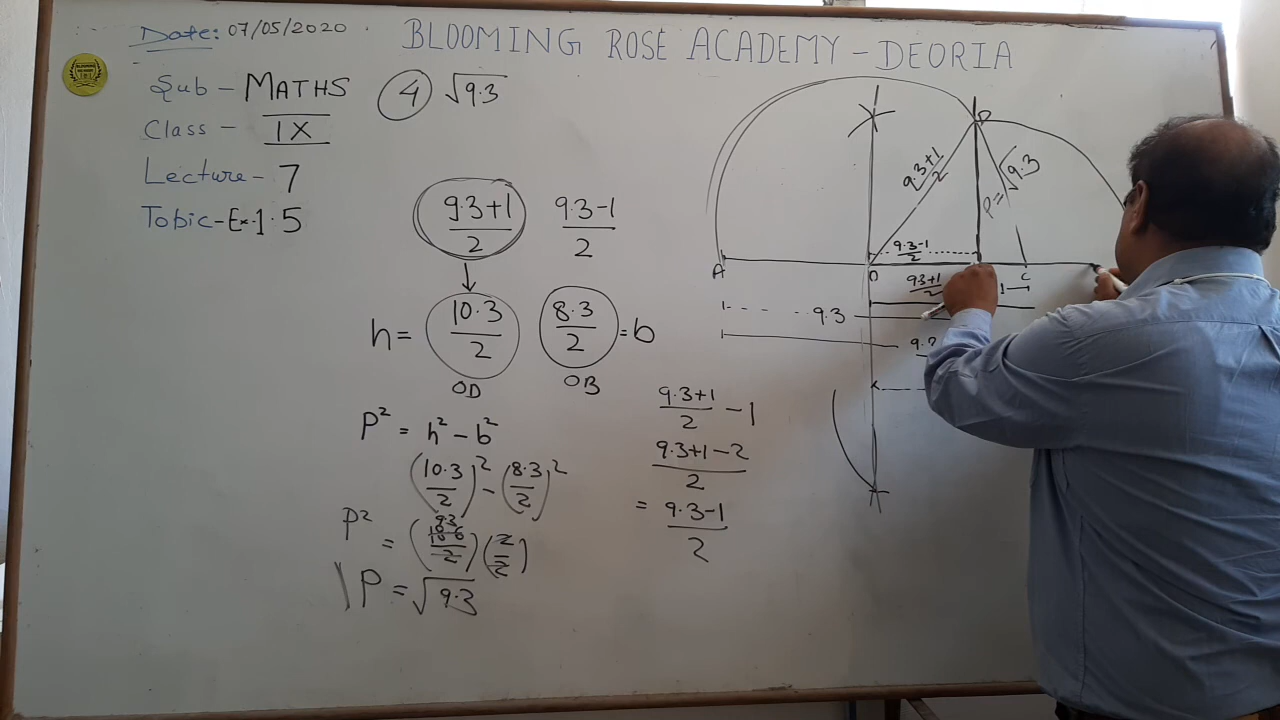 Date: 07/05/2020
BLOOMING ROSE ACADEMY - DEORIA
Sub - MATHS
Class - IX
Lecture - 7
Tobic - Ex. 1.5
④ √9.3
(9.3+1)/2 (9.3-1)/2
h = (10.3)/2 (8.3)/2 = b
OD OB
P² = h² - b²
(10.3/2)² - (8.3/2)²
P² = ( /2)(2/2)
P = √9.3
(9.3+1)/2 - 1
(9.3+1-2)/2
= (9.3-1)/2
D
(9.3+1)/2
P = √9.3
(9.3-1)/2
A
O
C
(9.3+1)/2
1
9.3